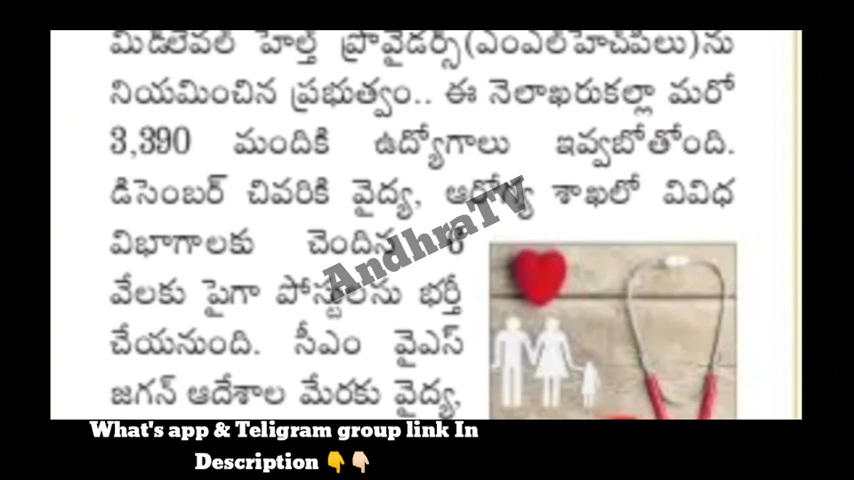 మిడిలెవల్ హెల్త్ ప్రొవైడర్స్(ఎంఎల్‌హెచ్‌పీలు)ను
నియమించిన ప్రభుత్వం.. ఈ నెలాఖరుకల్లా మరో
3,390 మందికి ఉద్యోగాలు ఇవ్వబోతోంది.
డిసెంబర్ చివరికి వైద్య, ఆరోగ్య శాఖలో వివిధ
విభాగాలకు చెందిన 6
వేలకు పైగా పోస్టులను భర్తీ
చేయనుంది. సీఎం వైఎస్
జగన్ ఆదేశాల మేరకు వైద్య,
AndhraTV
What's app & Teligram group link In
Description 👇👇🏻